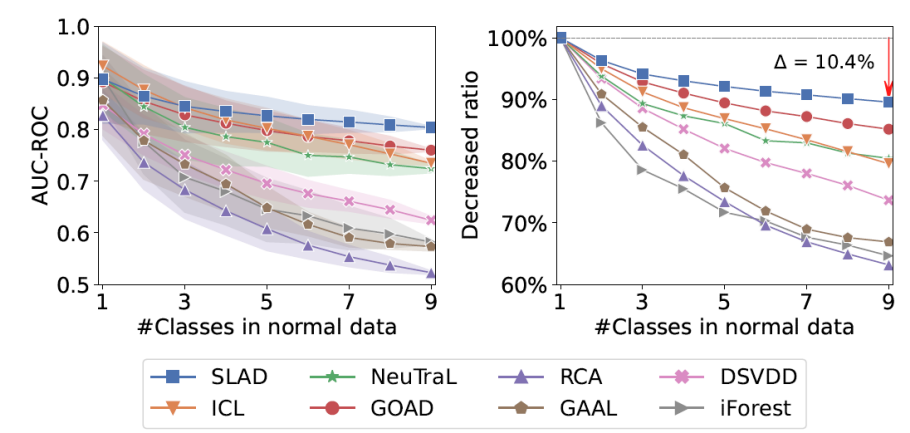 AUC-ROC
1.0
0.9
0.8
0.7
0.6
0.5
1 3 5 7 9
#Classes in normal data
Decreased ratio
100%
90%
80%
70%
60%
Δ = 10.4%
1 3 5 7 9
#Classes in normal data
SLAD NeuTraL RCA DSVDD
ICL GOAD GAAL iForest